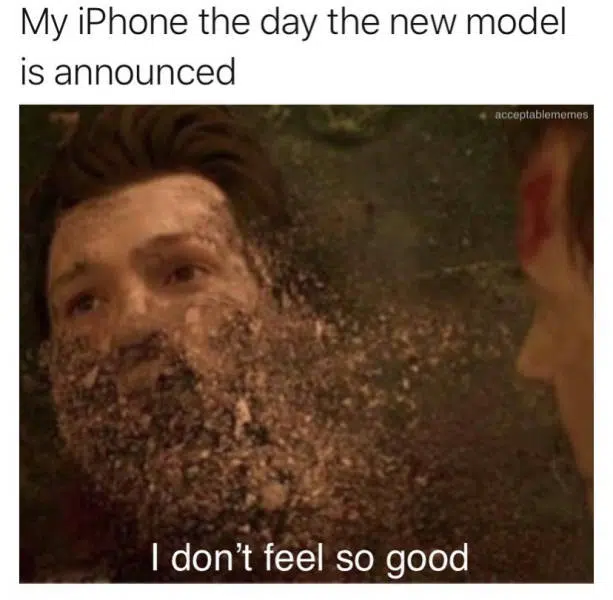 My iPhone the day the new model
is announced
acceptablememes
I don't feel so good